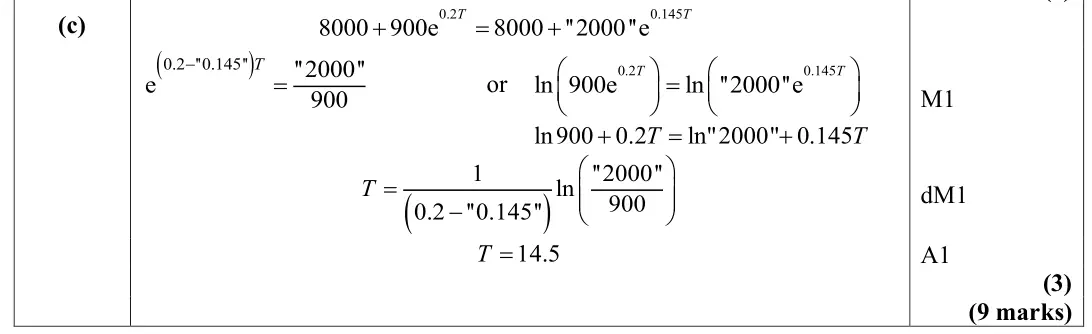 (c) 8000 + 900e^{0.2T} = 8000 + "2000"e^{0.145T}
e^{(0.2−"0.145")T} = "2000"/900 or ln(900e^{0.2T}) = ln("2000"e^{0.145T}) M1
ln900 + 0.2T = ln"2000" + 0.145T
T = 1/(0.2 − "0.145") ln("2000"/900) dM1
T = 14.5 A1
(3)
(9 marks)